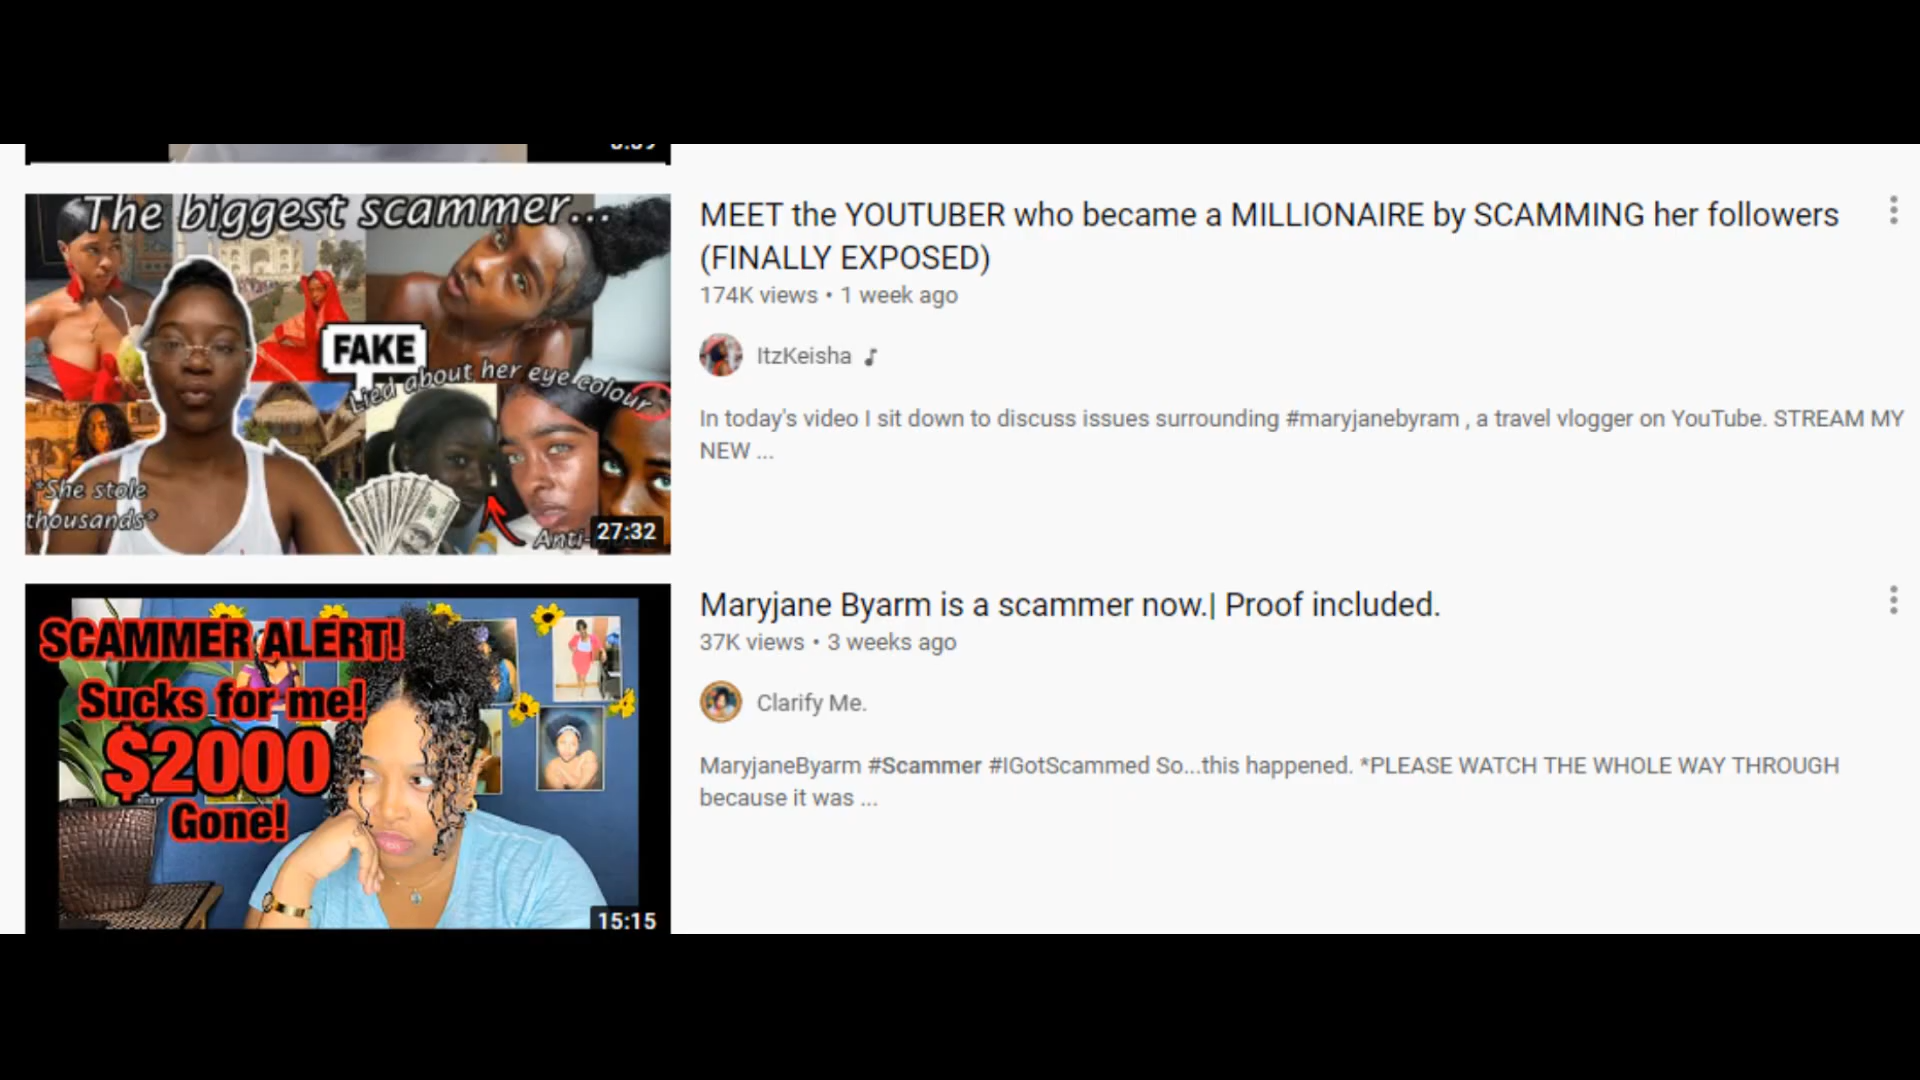 The biggest scammer...
FAKE
Lied about her eye colour
*She stole
thousands*
Anti-
27:32
MEET the YOUTUBER who became a MILLIONAIRE by SCAMMING her followers
(FINALLY EXPOSED)
174K views • 1 week ago
ItzKeisha ♪
In today's video I sit down to discuss issues surrounding #maryjanebyram , a travel vlogger on YouTube. STREAM MY
NEW ...
SCAMMER ALERT!
Sucks for me!
$2000
Gone!
15:15
Maryjane Byarm is a scammer now.| Proof included.
37K views • 3 weeks ago
Clarify Me.
MaryjaneByarm #Scammer #IGotScammed So...this happened. *PLEASE WATCH THE WHOLE WAY THROUGH
because it was ...